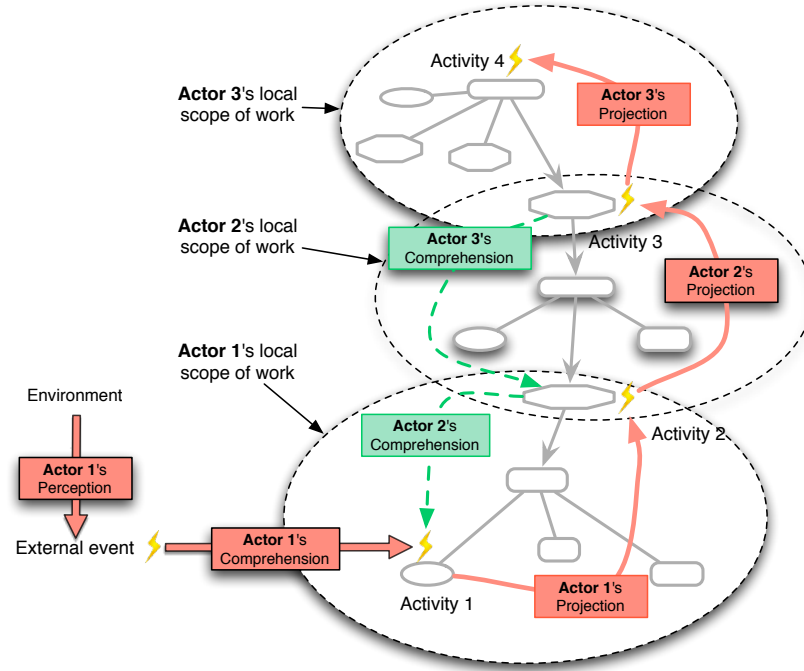 Activity 4
Actor 3's local
scope of work
Actor 3's
Projection
Actor 2's local
scope of work
Actor 3's
Comprehension
Activity 3
Actor 2's
Projection
Actor 1's local
scope of work
Environment
Actor 2's
Comprehension
Activity 2
Actor 1's
Perception
External event
Actor 1's
Comprehension
Activity 1
Actor 1's
Projection